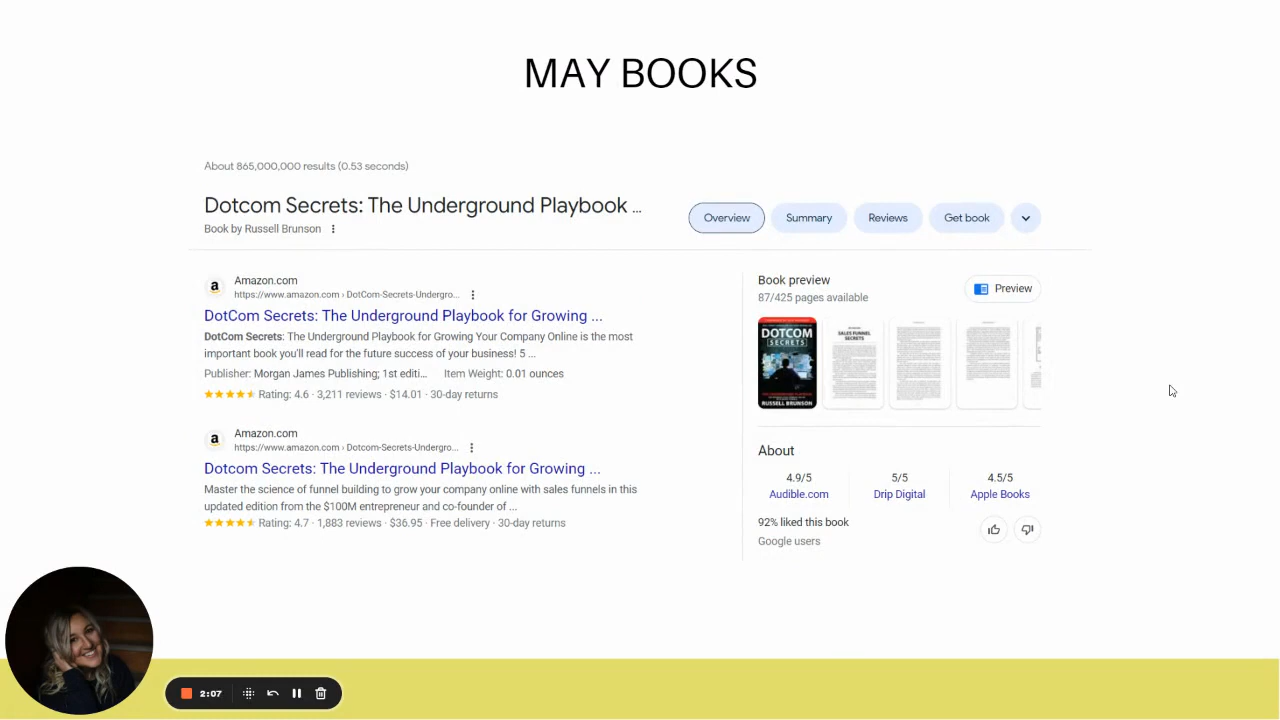 MAY BOOKS
About 865,000,000 results (0.53 seconds)
Dotcom Secrets: The Underground Playbook ...
Book by Russell Brunson
Overview
Summary
Reviews
Get book
Amazon.com
https://www.amazon.com › DotCom-Secrets-Undergro...
DotCom Secrets: The Underground Playbook for Growing ...
DotCom Secrets: The Underground Playbook for Growing Your Company Online is the most
important book you'll read for the future success of your business! 5 ...
Publisher: Morgan James Publishing; 1st editi... Item Weight: 0.01 ounces
Rating: 4.6 · 3,211 reviews · $14.01 · 30-day returns
Amazon.com
https://www.amazon.com › Dotcom-Secrets-Undergro...
Dotcom Secrets: The Underground Playbook for Growing ...
Master the science of funnel building to grow your company online with sales funnels in this
updated edition from the $100M entrepreneur and co-founder of ...
Rating: 4.7 · 1,883 reviews · $36.95 · Free delivery · 30-day returns
Book preview
87/425 pages available
Preview
DOTCOM
SECRETS
RUSSELL BRUNSON
SALES FUNNEL
SECRETS
About
4.9/5
Audible.com
5/5
Drip Digital
4.5/5
Apple Books
92% liked this book
Google users
2:07